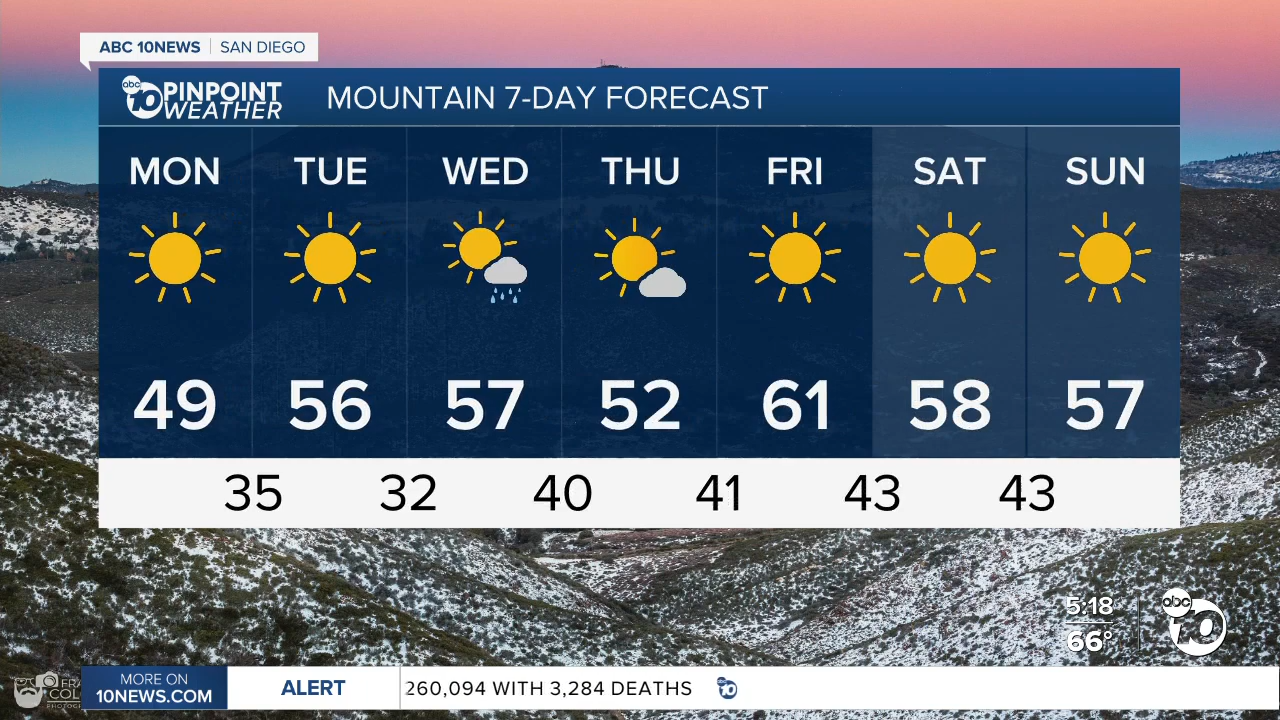 ABC 10NEWS | SAN DIEGO
abc 10 PINPOINT WEATHER
MOUNTAIN 7-DAY FORECAST
MON TUE WED THU FRI SAT SUN
49 56 57 52 61 58 57
35 32 40 41 43 43
5:18
66°
abc 10
MORE ON
10NEWS.COM
ALERT
260,094 WITH 3,284 DEATHS
abc 10